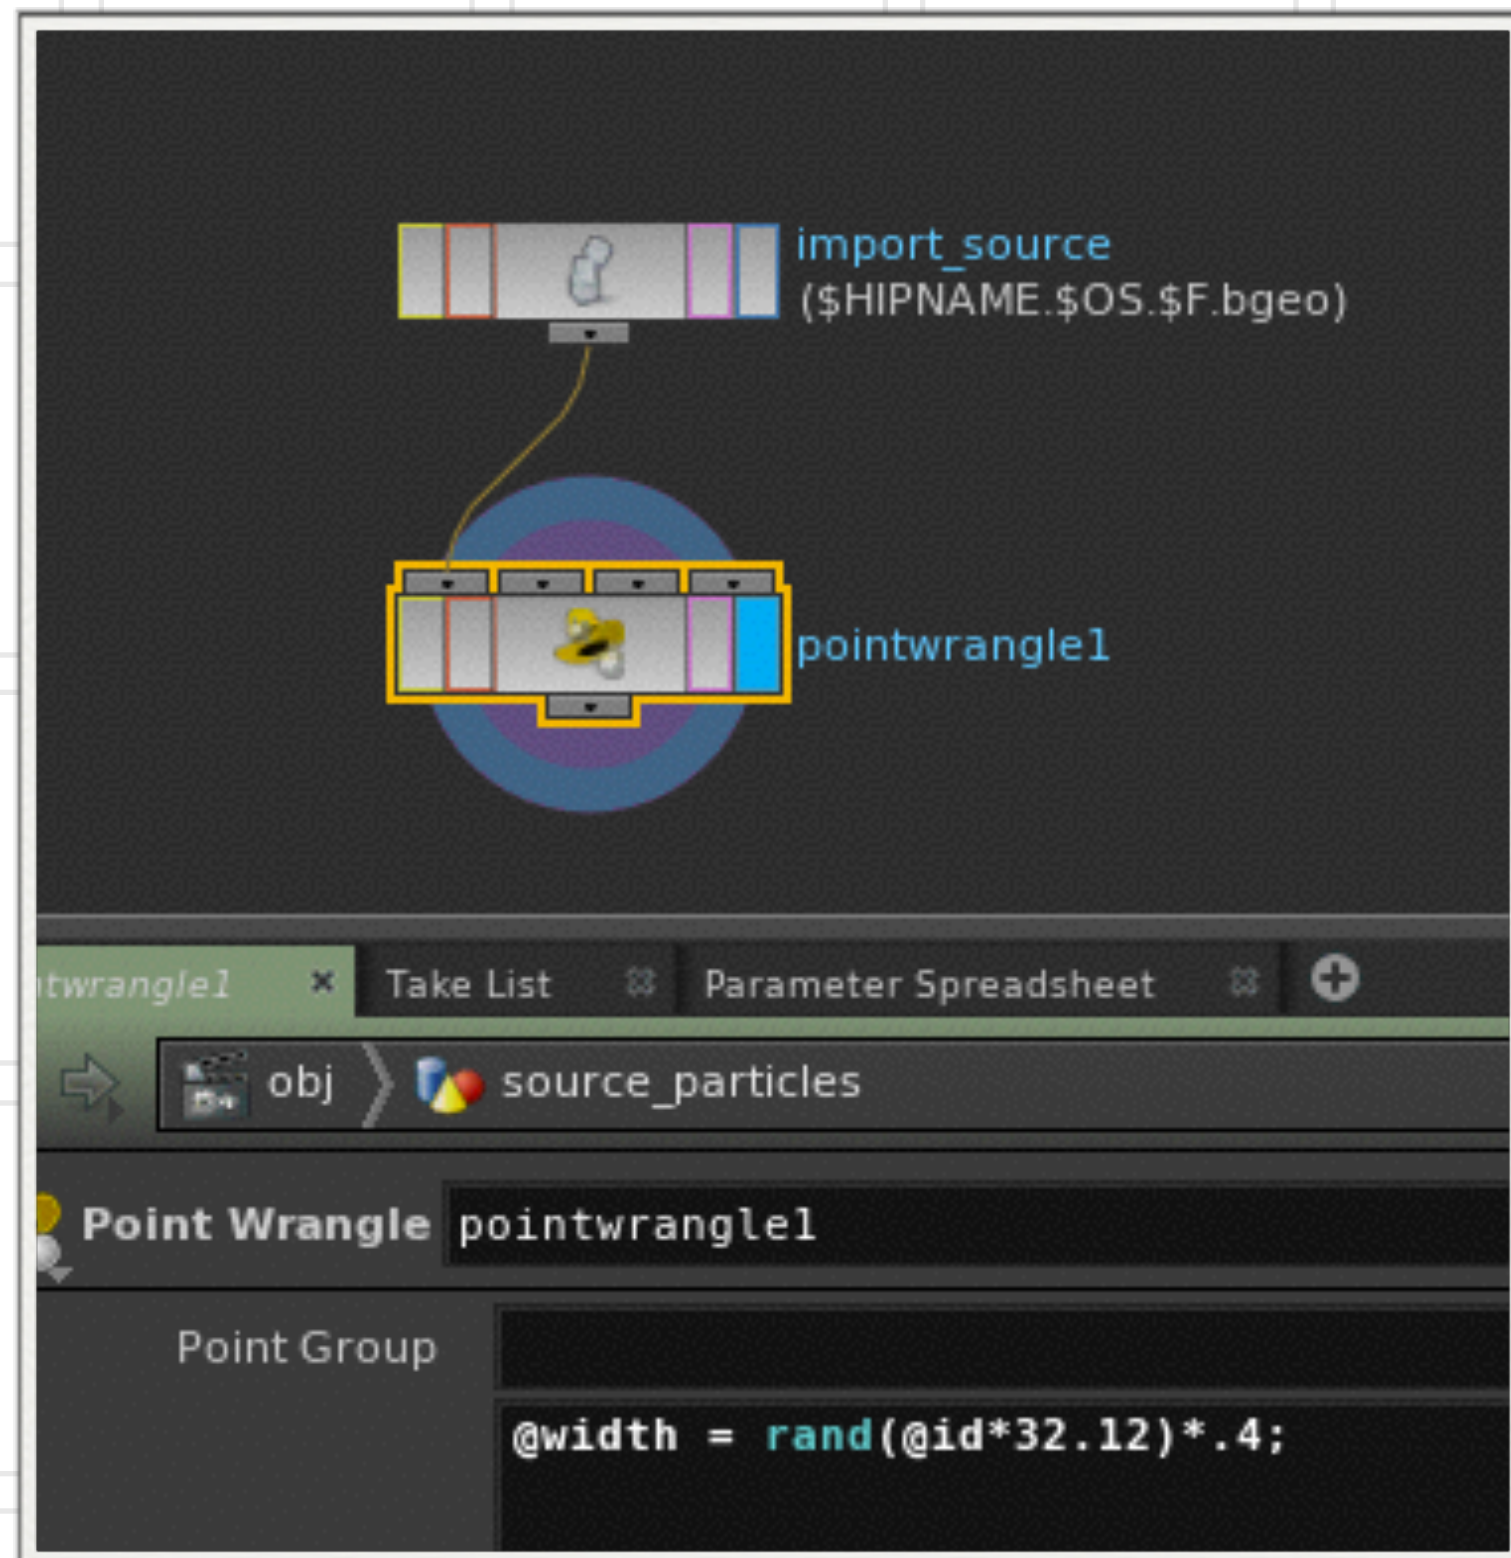 import_source
($HIPNAME.$OS.$F.bgeo)
pointwrangle1
twrangle1
Take List
Parameter Spreadsheet
obj
source_particles
Point Wrangle
pointwrangle1
Point Group
@width = rand(@id*32.12)*.4;